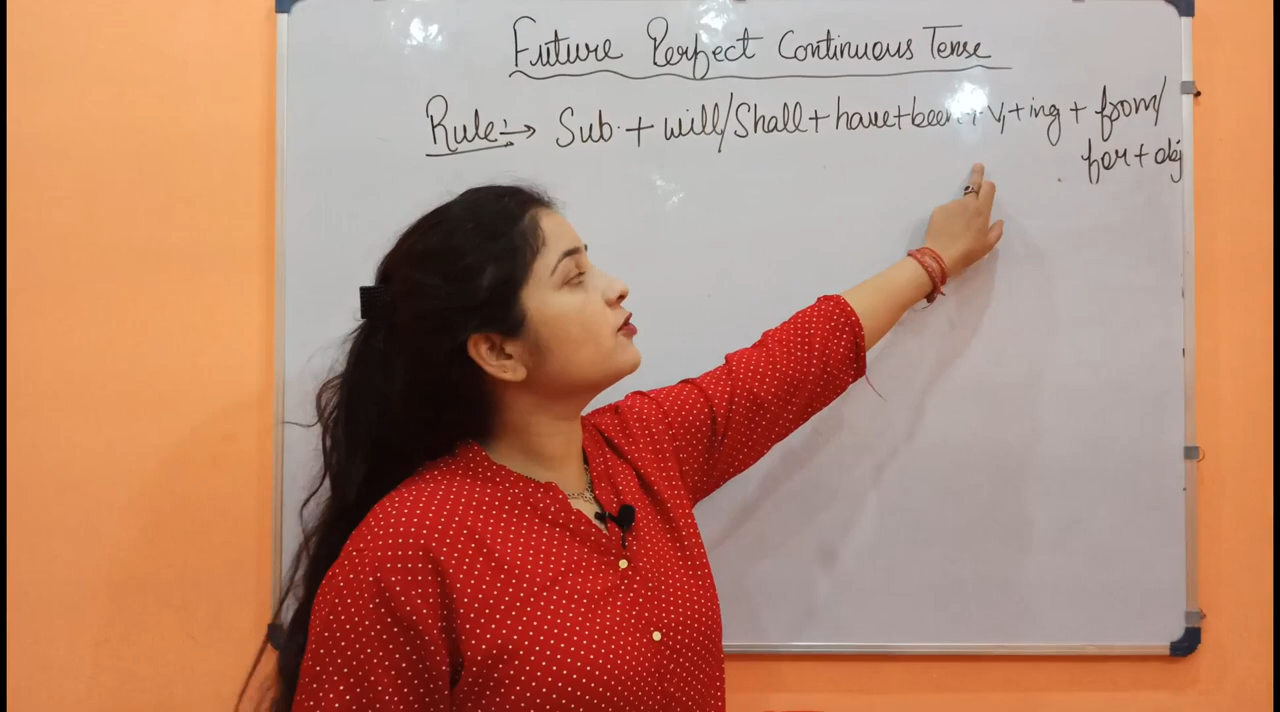 Future Perfect Continuous Tense
Rule:→ Sub. + will/Shall + have + been + V1 + ing + from/
for + obj